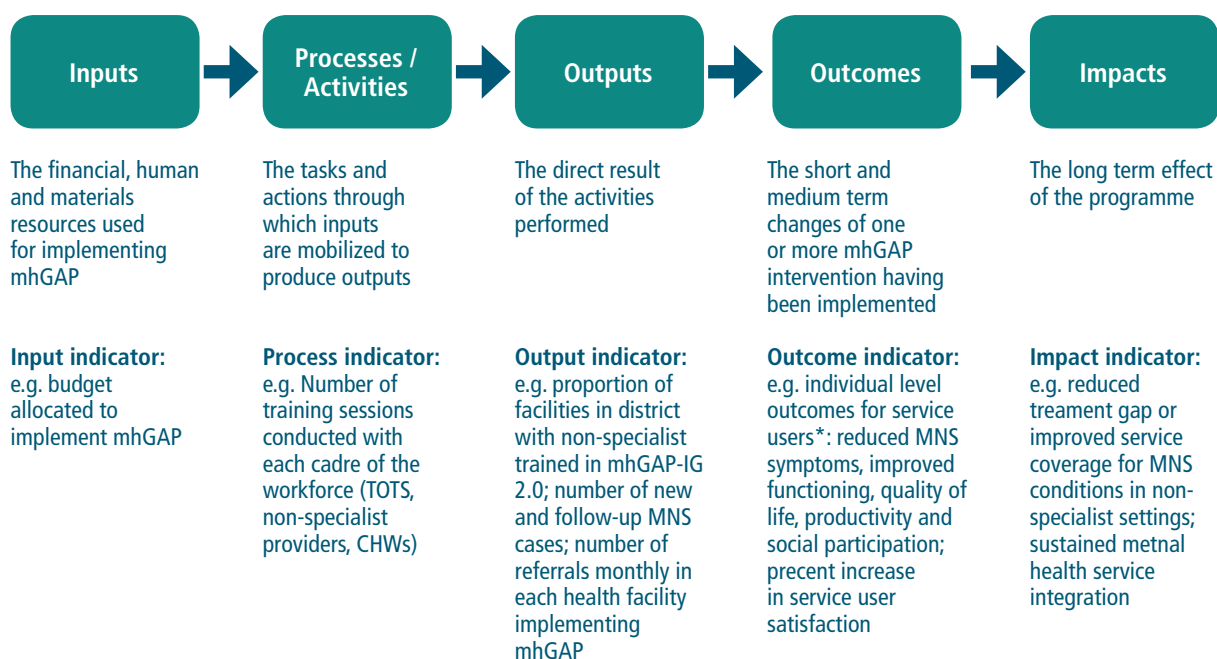 Inputs
Processes /
Activities
Outputs
Outcomes
Impacts
The financial, human
and materials
resources used
for implementing
mhGAP
The tasks and
actions through
which inputs
are mobilized to
produce outputs
The direct result
of the activities
performed
The short and
medium term
changes of one
or more mhGAP
intervention having
been implemented
The long term effect
of the programme
Input indicator:
e.g. budget
allocated to
implement mhGAP
Process indicator:
e.g. Number of
training sessions
conducted with
each cadre of the
workforce (TOTS,
non-specialist
providers, CHWs)
Output indicator:
e.g. proportion of
facilities in district
with non-specialist
trained in mhGAP-IG
2.0; number of new
and follow-up MNS
cases; number of
referrals monthly in
each health facility
implementing
mhGAP
Outcome indicator:
e.g. individual level
outcomes for service
users*: reduced MNS
symptoms, improved
functioning, quality of
life, productivity and
social participation;
precent increase
in service user
satisfaction
Impact indicator:
e.g. reduced
treament gap or
improved service
coverage for MNS
conditions in non-
specialist settings;
sustained metnal
health service
integration